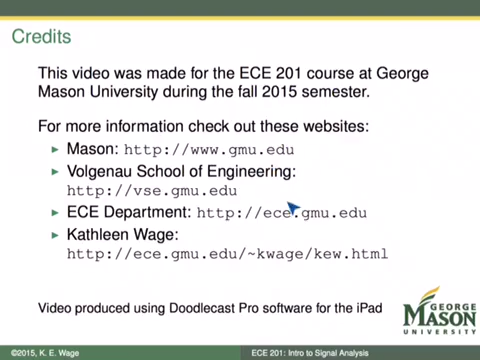 Credits
This video was made for the ECE 201 course at George
Mason University during the fall 2015 semester.
For more information check out these websites:
Mason: http://www.gmu.edu
Volgenau School of Engineering:
http://vse.gmu.edu
ECE Department: http://ece.gmu.edu
Kathleen Wage:
http://ece.gmu.edu/~kwage/kew.html
Video produced using Doodlecast Pro software for the iPad
GEORGE
MASON
UNIVERSITY
©2015, K. E. Wage
ECE 201: Intro to Signal Analysis